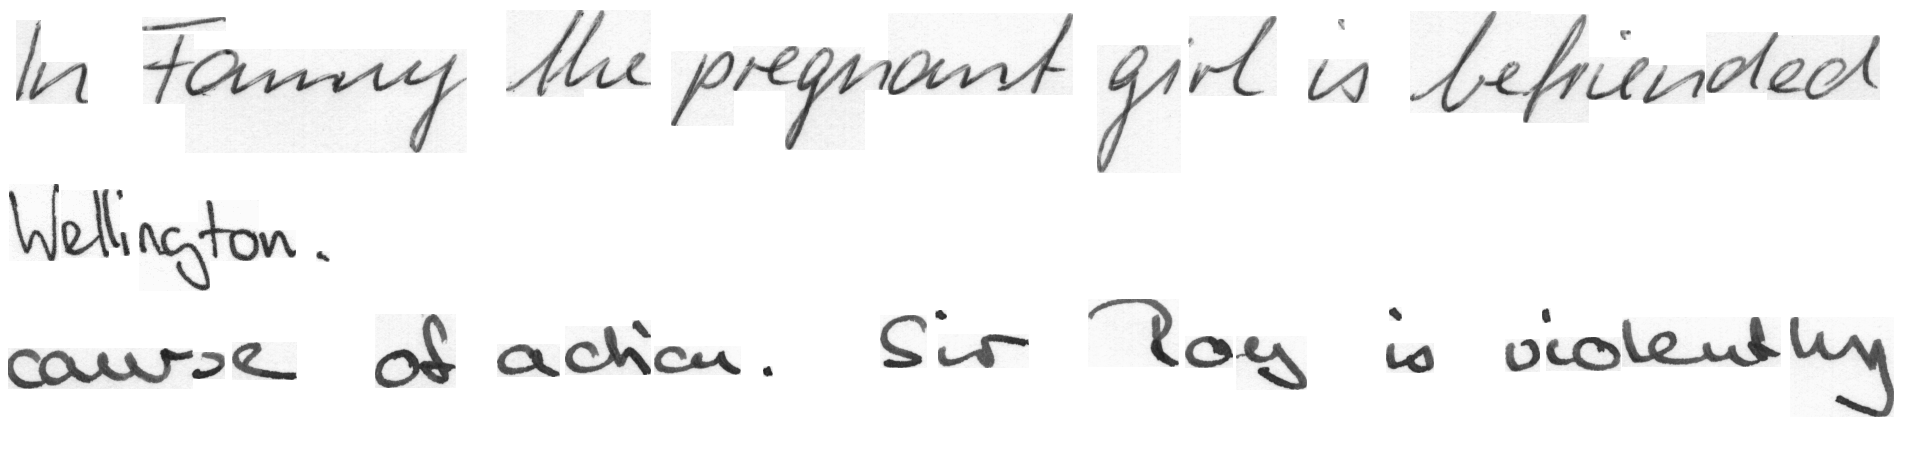 In Fanny the pregnant girl is befriended
Wellington.
course of action. Sir Roy is violently